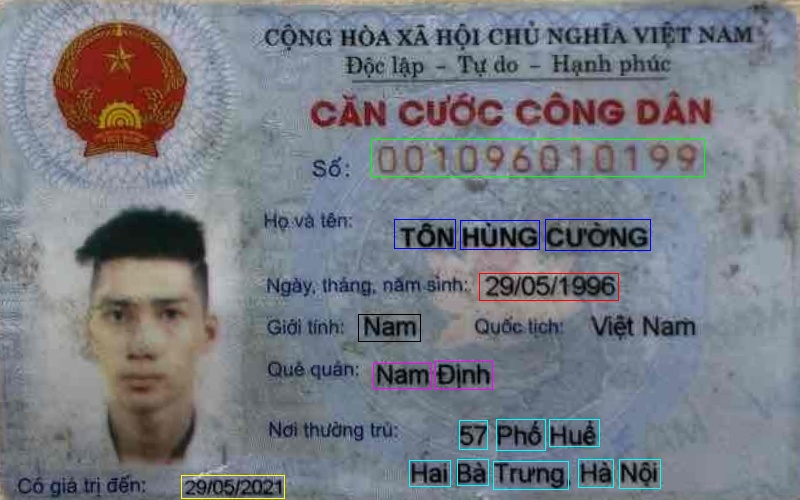 CỘNG HÒA XÃ HỘI CHỦ NGHĨA VIỆT NAM
Độc lập - Tự do - Hạnh phúc
CĂN CƯỚC CÔNG DÂN
Số: 001096010199
Họ và tên: TÔN HÙNG CƯỜNG
Ngày, tháng, năm sinh: 29/05/1996
Giới tính: Nam Quốc tịch: Việt Nam
Quê quán: Nam Định
Nơi thường trú: 57 Phố Huế
Hai Bà Trưng, Hà Nội
Có giá trị đến: 29/05/2021